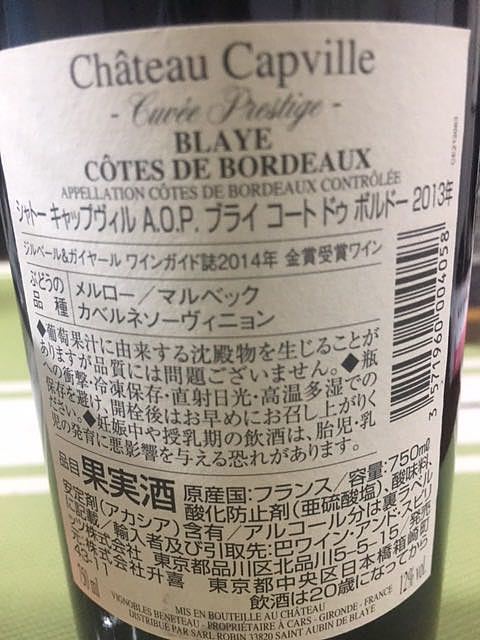 Château Capville
- Cuvée Prestige -
BLAYE
CÔTES DE BORDEAUX
APPELLATION CÔTES DE BORDEAUX CONTRÔLÉE
シャトー キャップヴィル A.O.P. ブライ コート ドゥ ボルドー 2013年
ジルベール&ガイヤール ワインガイド誌2014年 金賞受賞ワイン
ぶどうの品種 メルロー/マルベック
カベルネソーヴィニョン
◆葡萄果汁に由来する沈殿物を生じることが
ありますが品質には問題ございません。◆瓶
への衝撃・冷凍保存・直射日光・高温多湿での
保存を避け、開栓後はお早めにお召し上がりく
ださい。◆妊娠中や授乳期の飲酒は、胎児・乳
児の発育に悪影響を与える恐れがあります。
品目 果実酒 原産国:フランス/容量:750ml
酸化防止剤(亜硫酸塩)、酸味料、
安定剤(アカシア)含有/アルコール分は裏ラベル
に記載/輸入者及び引取先:巴ワイン・アンド・スピリ
ッツ株式会社 東京都品川区北品川5-5-15/発売
元:株式会社升喜 東京都中央区日本橋箱崎町
43-11 飲酒は20歳になってから
750ml
12%vol.
3 571960 004058
VIGNOBLES BENETEAU - PROPRIÉTAIRE À CARS - GIRONDE - FRANCE
MIS EN BOUTEILLE AU CHÂTEAU
DISTRIBUÉ PAR SARL ROBIN 33820 SAINT AUBIN DE BLAYE